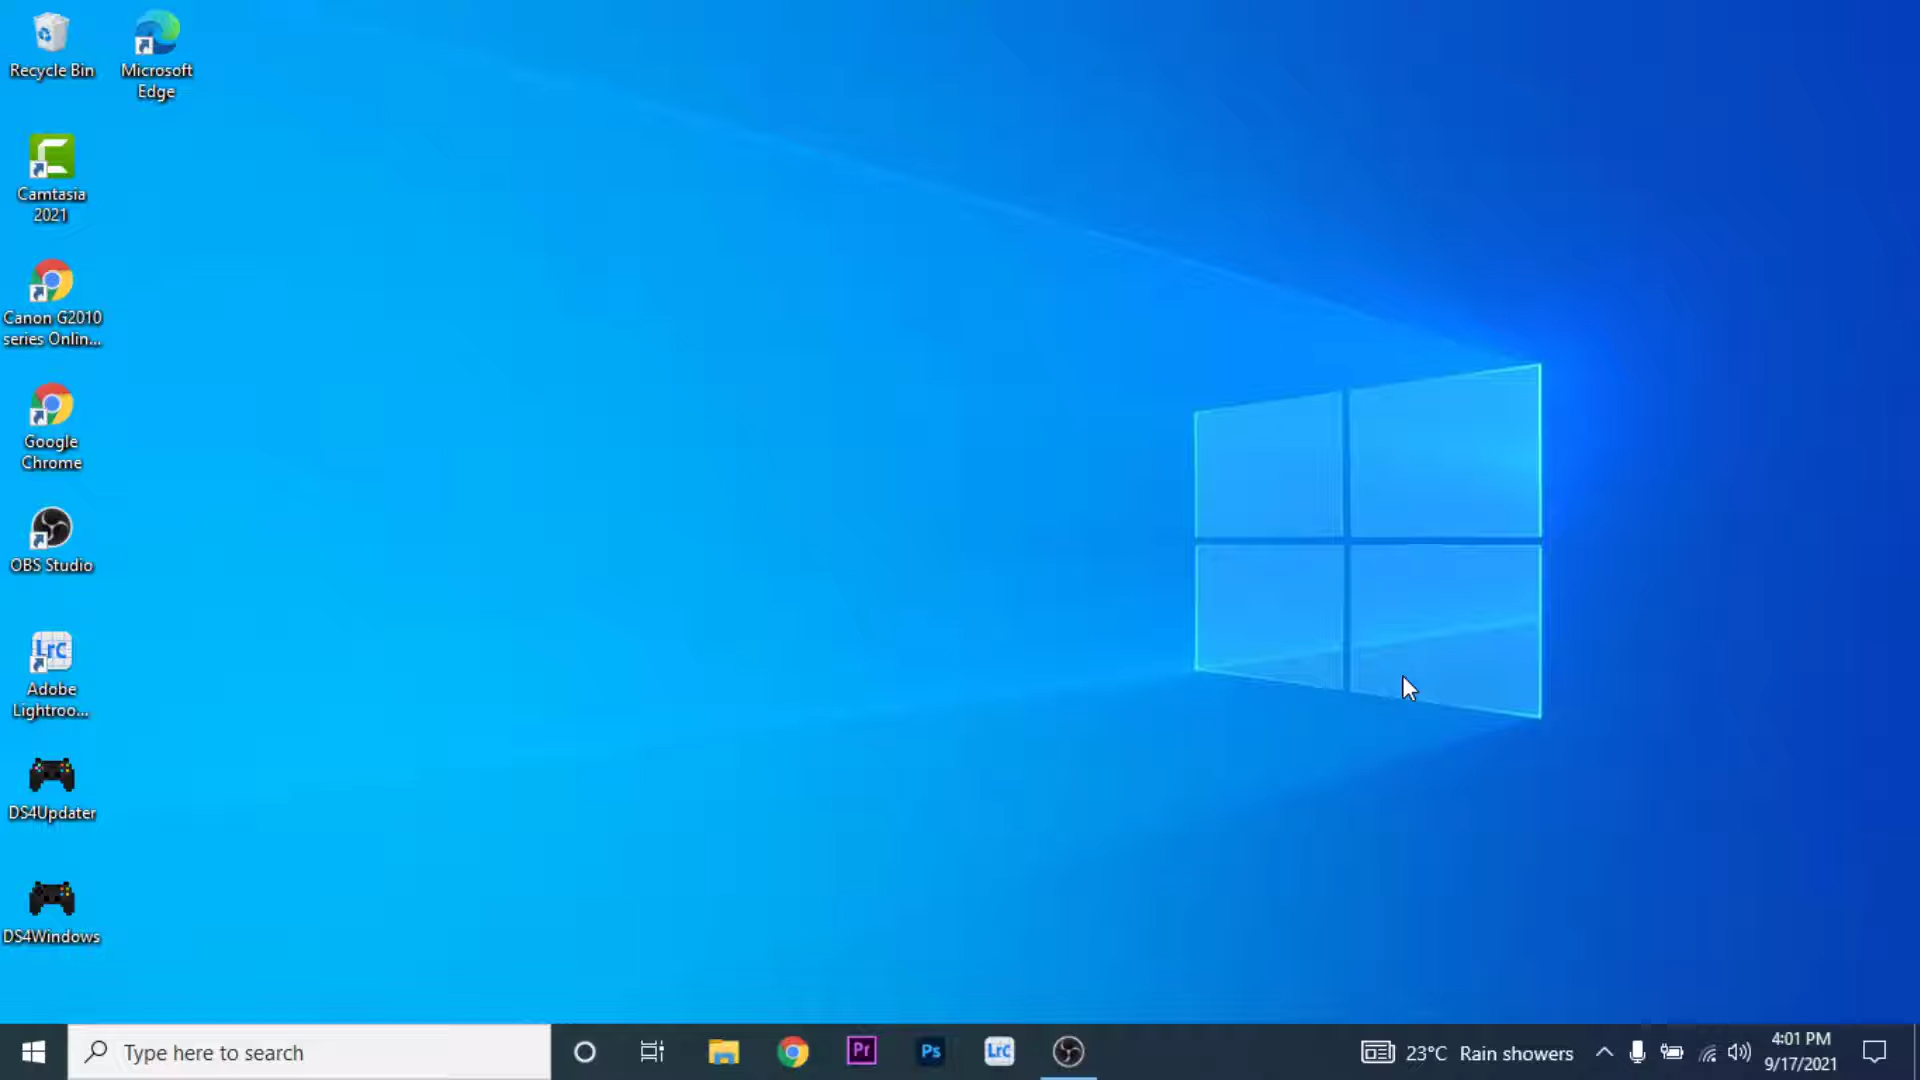 Recycle Bin
Microsoft
Edge
Camtasia
2021
Canon G2010
series Onlin...
Google
Chrome
OBS Studio
Lrc
Adobe
Lightroo...
DS4Updater
DS4Windows
Type here to search
Pr
Ps
Lrc
23°C Rain showers
4:01 PM
9/17/2021